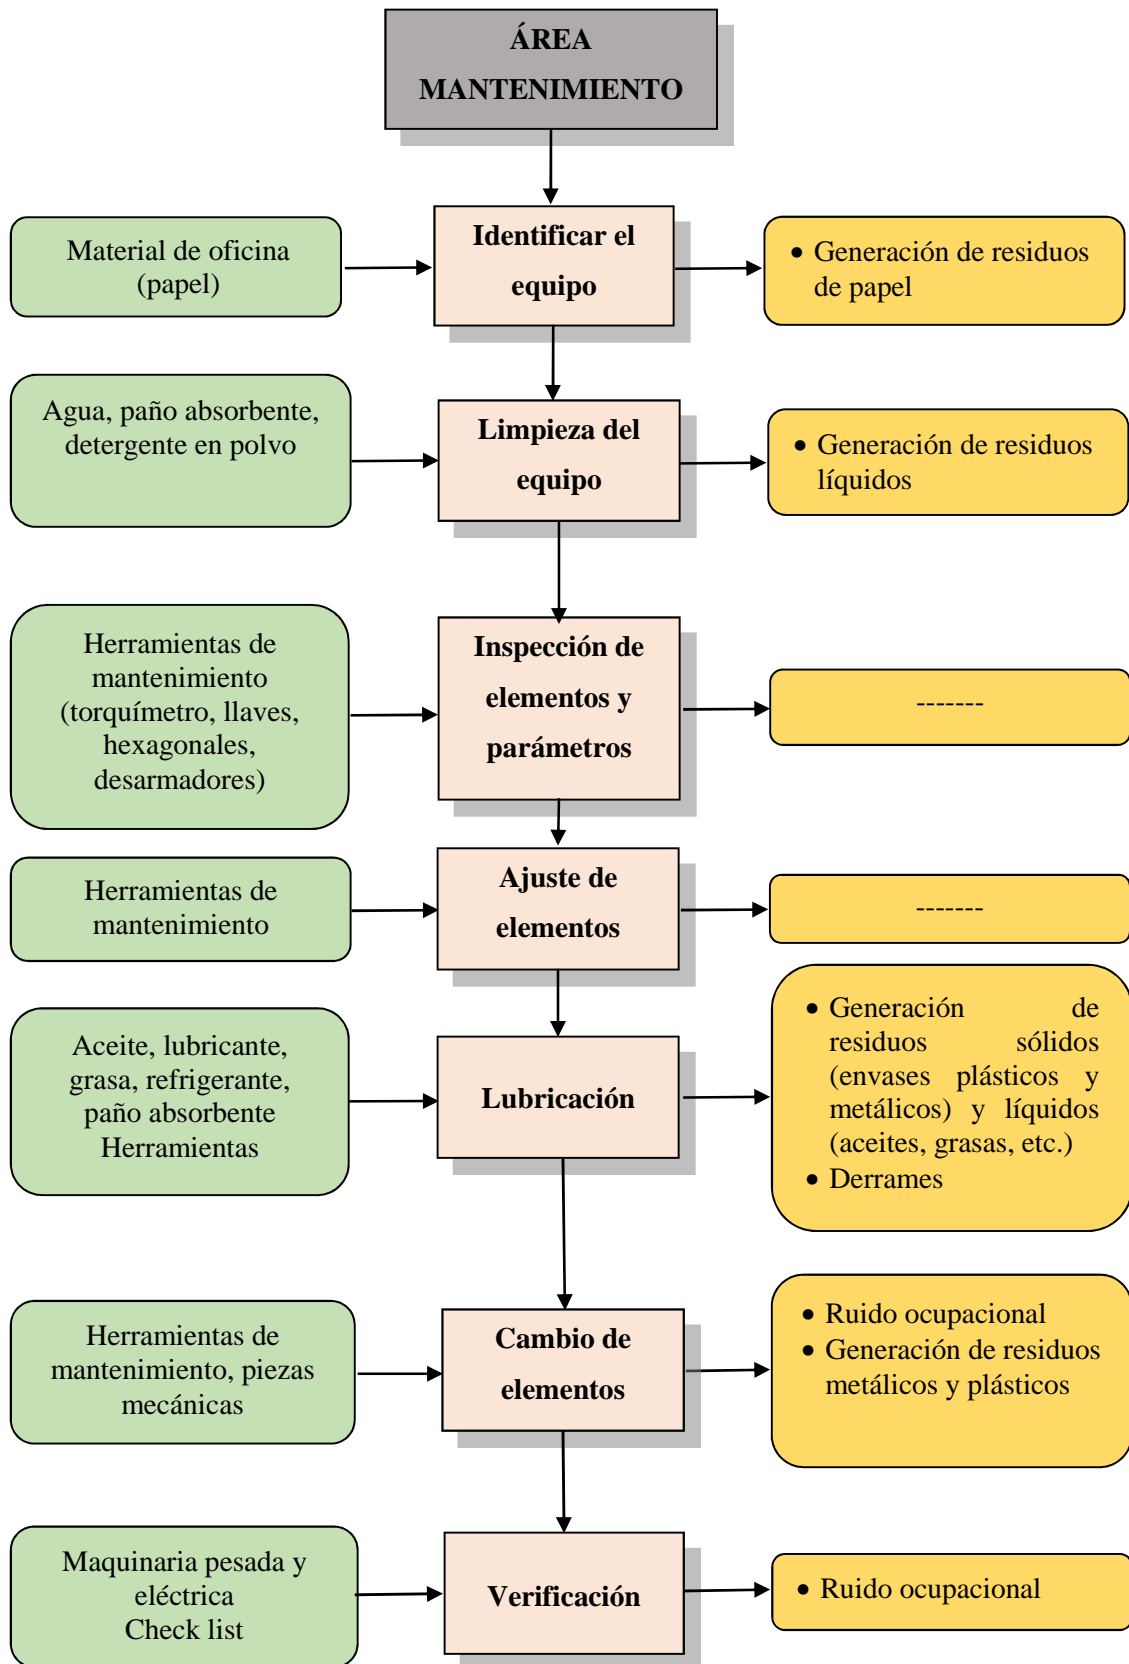 ÁREA
MANTENIMIENTO
Material de oficina
(papel)
Identificar el
equipo
• Generación de residuos
de papel
Agua, paño absorbente,
detergente en polvo
Limpieza del
equipo
• Generación de residuos
líquidos
Herramientas de
mantenimiento
(torquímetro, llaves,
hexagonales,
desarmadores)
Inspección de
elementos y
parámetros
-------
Herramientas de
mantenimiento
Ajuste de
elementos
-------
Aceite, lubricante,
grasa, refrigerante,
paño absorbente
Herramientas
Lubricación
• Generación de
residuos sólidos
(envases plásticos y
metálicos) y líquidos
(aceites, grasas, etc.)
• Derrames
Herramientas de
mantenimiento, piezas
mecánicas
Cambio de
elementos
• Ruido ocupacional
• Generación de residuos
metálicos y plásticos
Maquinaria pesada y
eléctrica
Check list
Verificación
• Ruido ocupacional